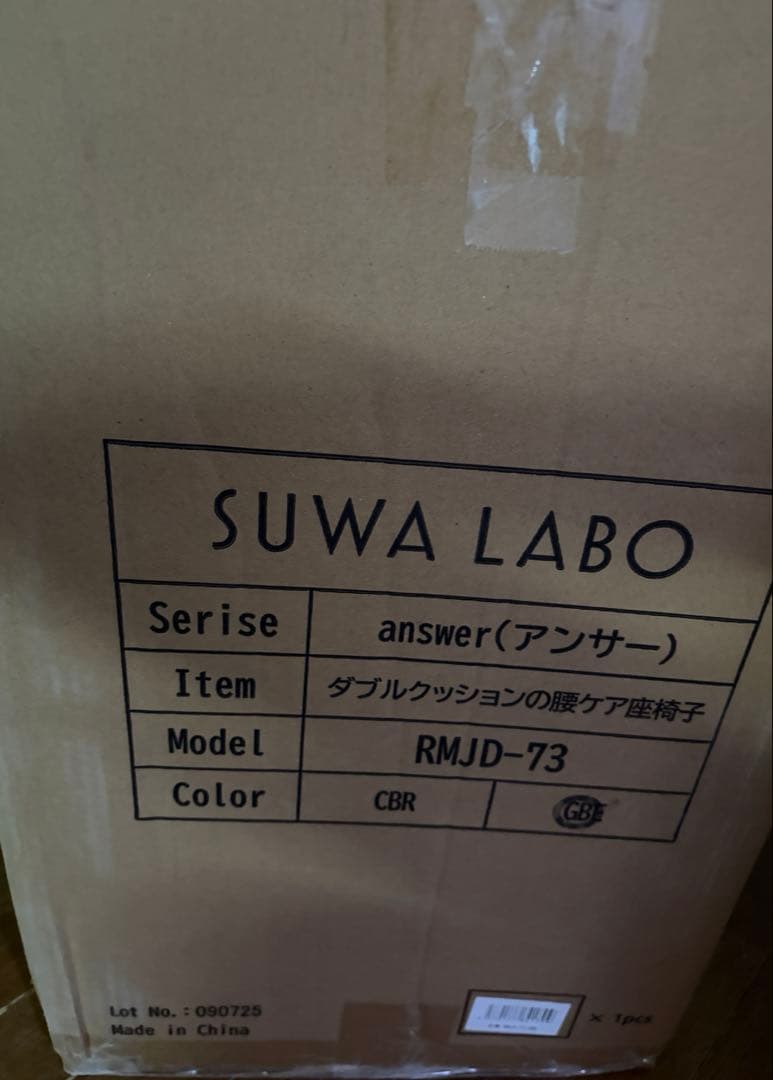 SUWA LABO
Serise answer(アンサー)
Item ダブルクッションの腰ケア座椅子
Model RMJD-73
Color CBR GBE
Lot No.：090725
Made in China
× 1pcs